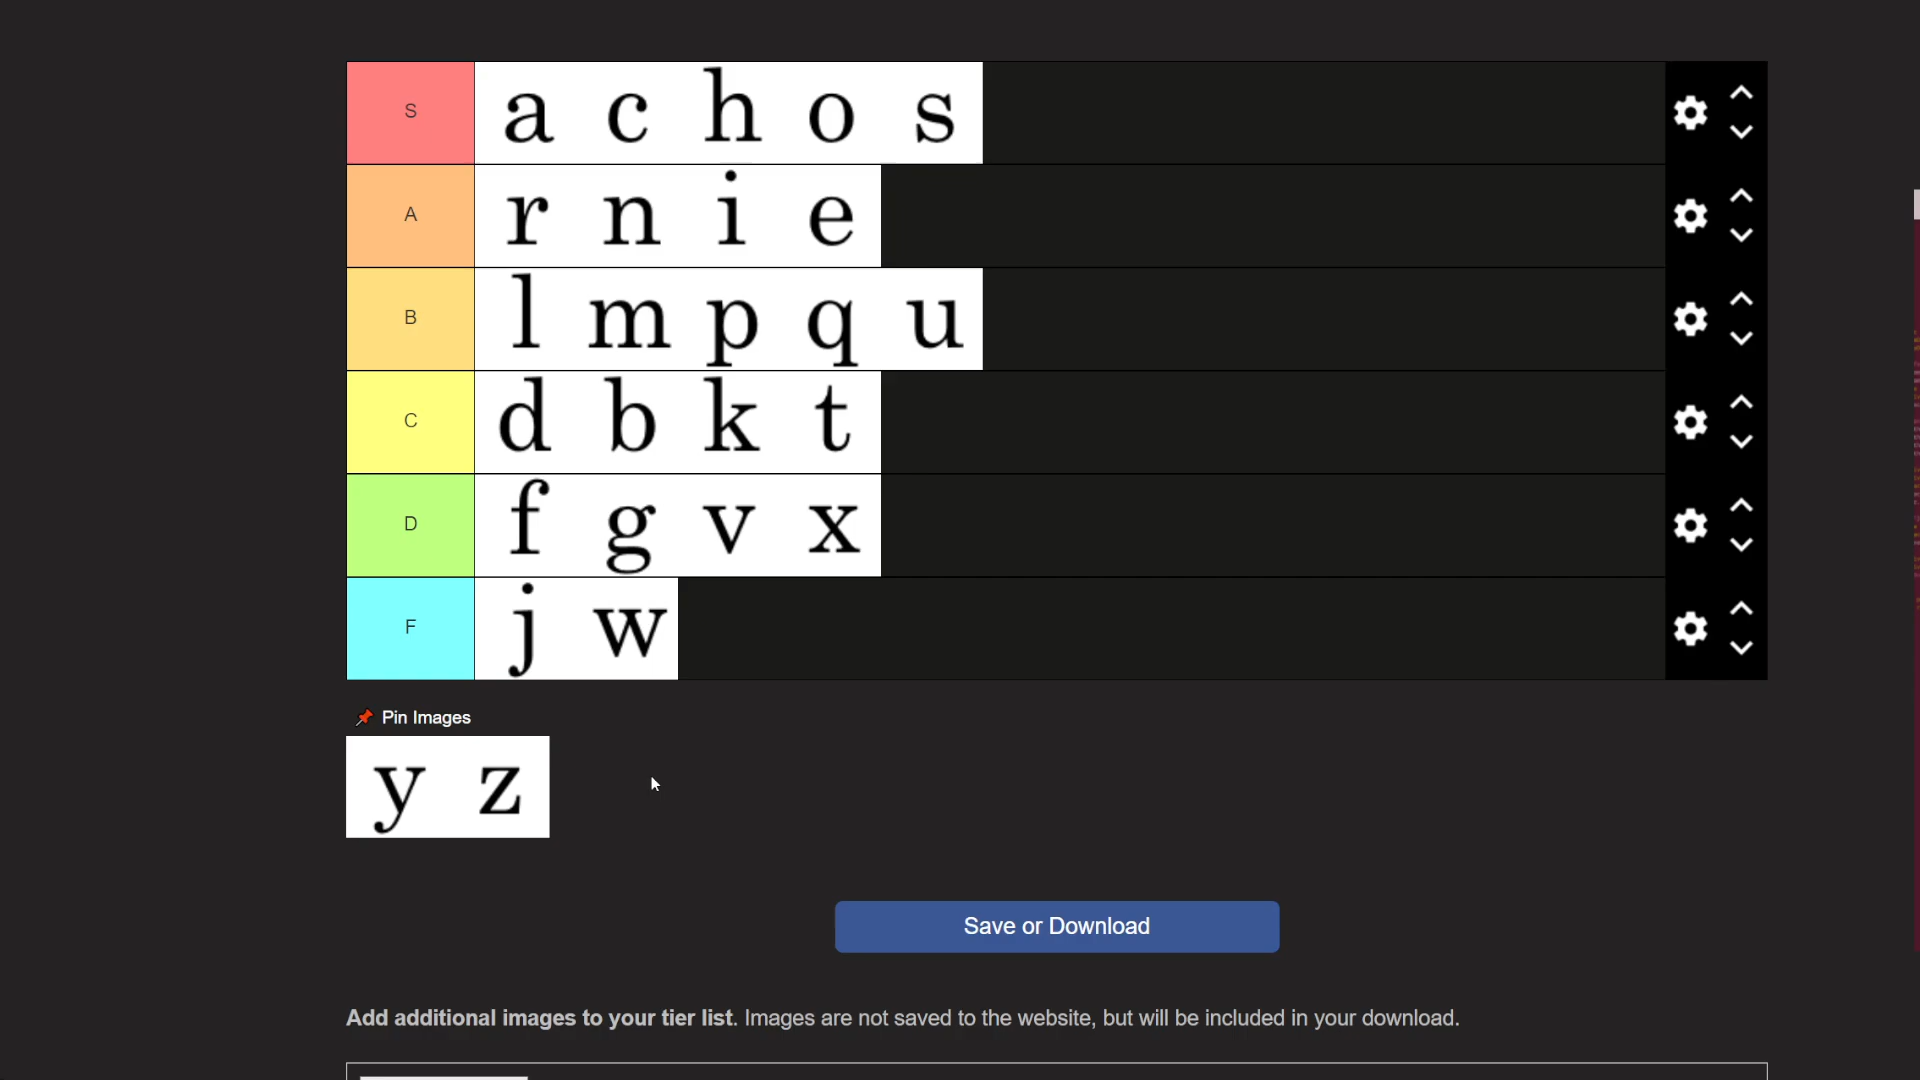 S a c h o s
A r n i e
B l m p q u
C d b k t
D f g v x
F j w
📌 Pin Images
y z
Save or Download
Add additional images to your tier list. Images are not saved to the website, but will be included in your download.